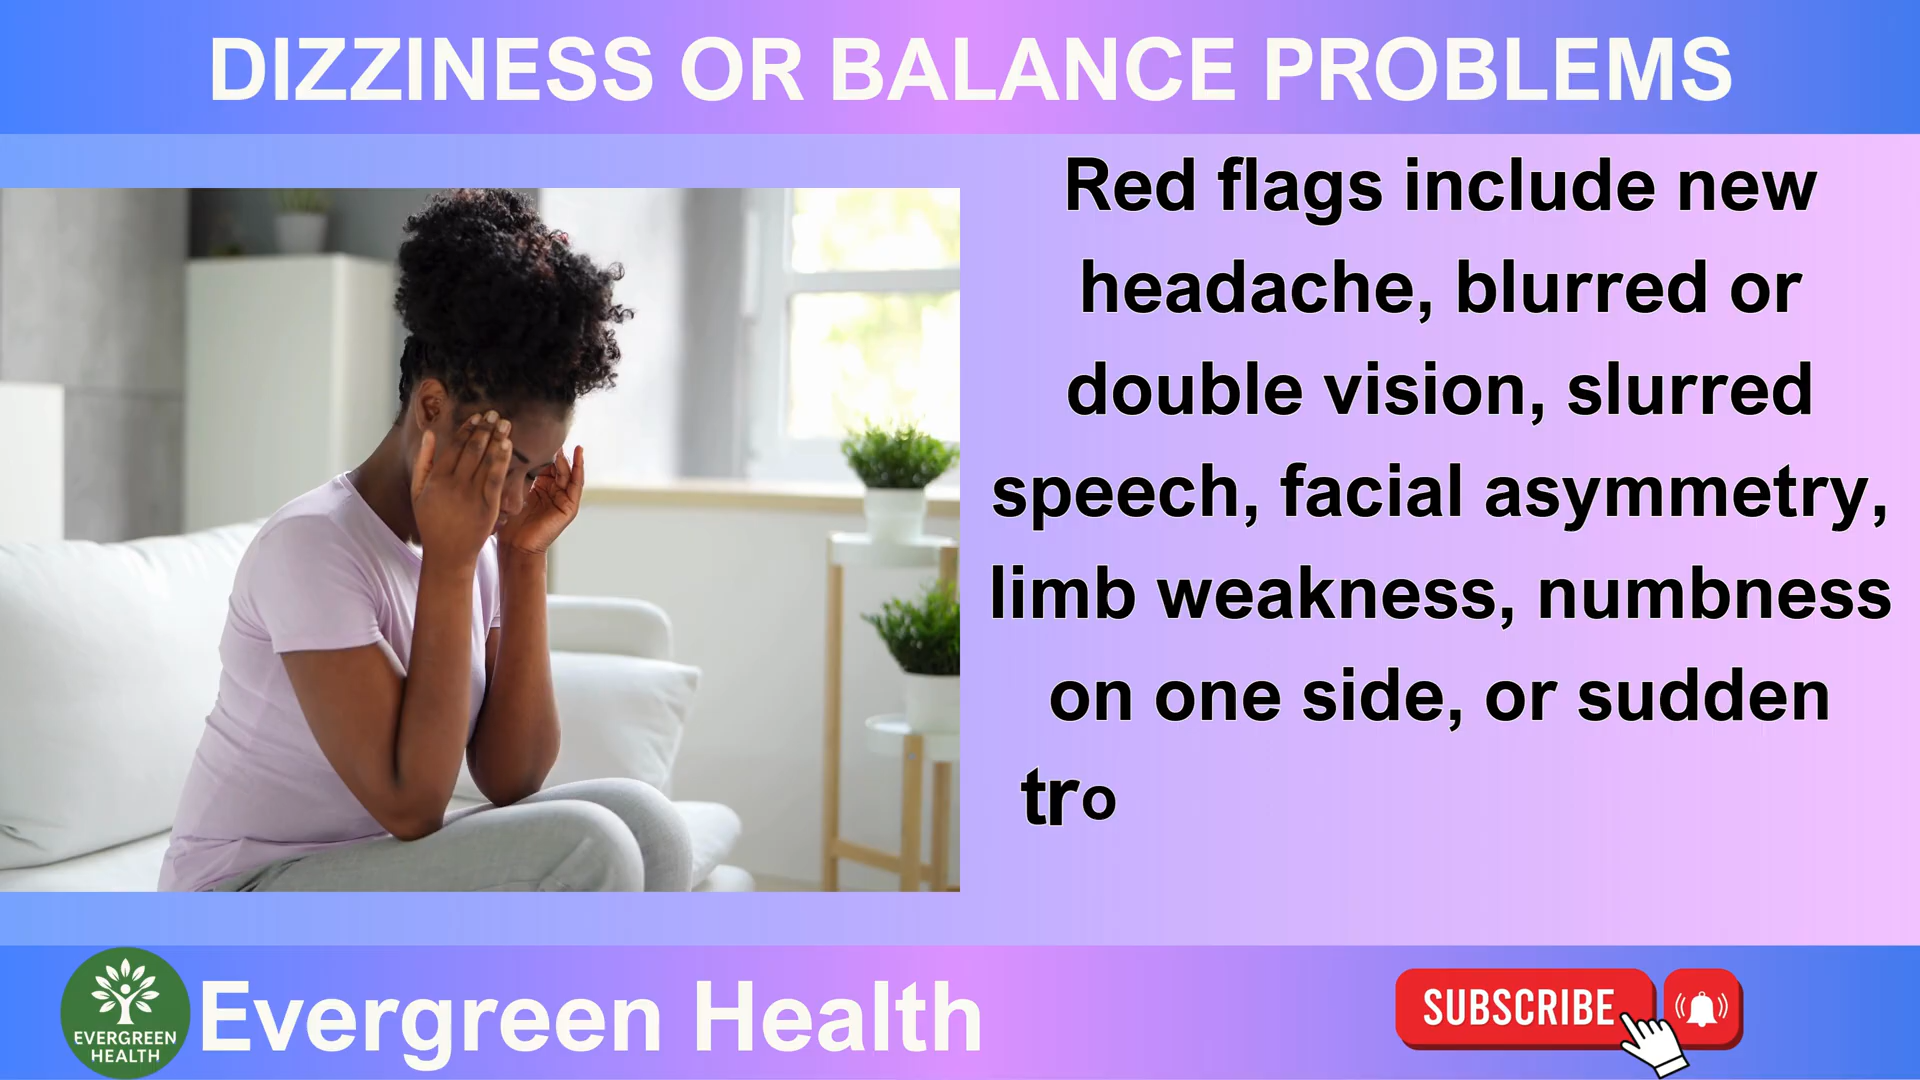 DIZZINESS OR BALANCE PROBLEMS
Red flags include new
headache, blurred or
double vision, slurred
speech, facial asymmetry,
limb weakness, numbness
on one side, or sudden
tro
EVERGREEN
HEALTH
Evergreen Health
SUBSCRIBE